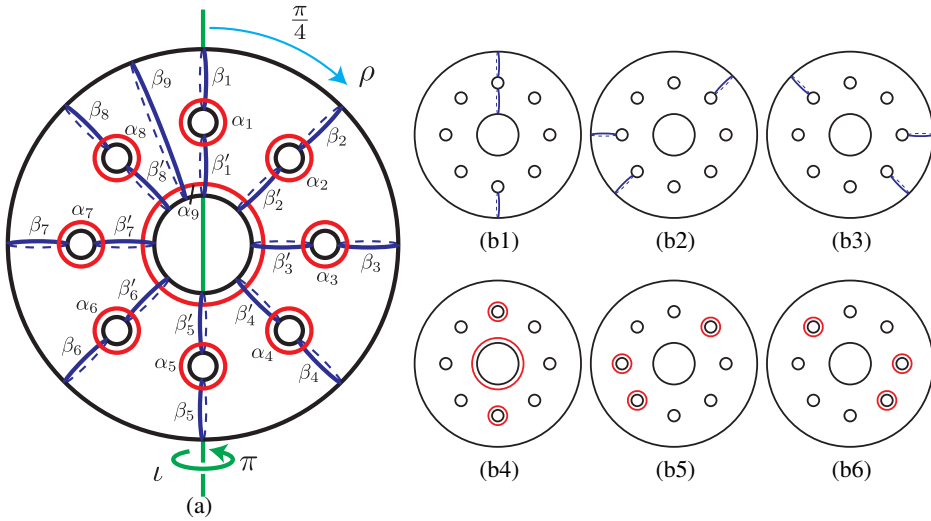 π/4
ρ
β₉
β₁
β₈
β₂
α₈
α₁
α₂
β′₈
β′₁
β′₂
α₉
α₇
β₇
β′₇
β′₃
α₃
β₃
α₆
β′₆
β′₅
β′₄
β₆
α₅
α₄
β₄
β₅
ι
π
(a)
(b1)
(b2)
(b3)
(b4)
(b5)
(b6)